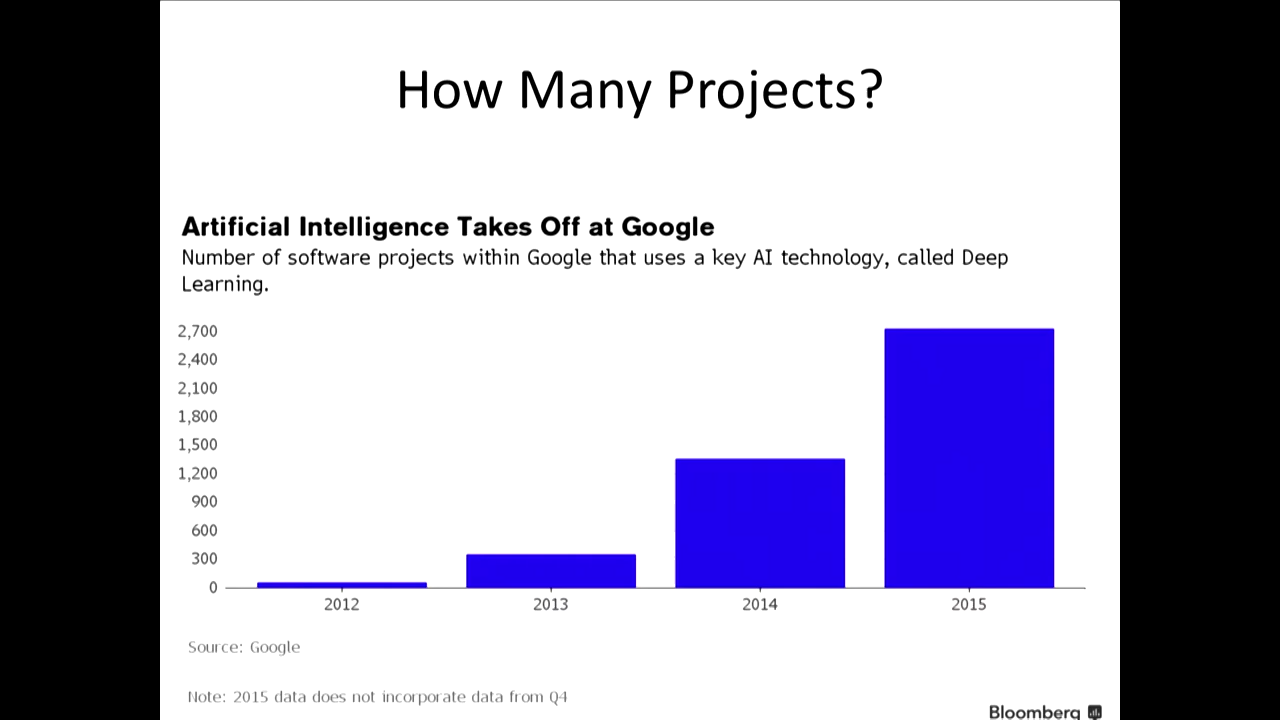 How Many Projects?
Artificial Intelligence Takes Off at Google
Number of software projects within Google that uses a key AI technology, called Deep
Learning.
2,700
2,400
2,100
1,800
1,500
1,200
900
600
300
0
2012 2013 2014 2015
Source: Google
Note: 2015 data does not incorporate data from Q4
Bloomberg